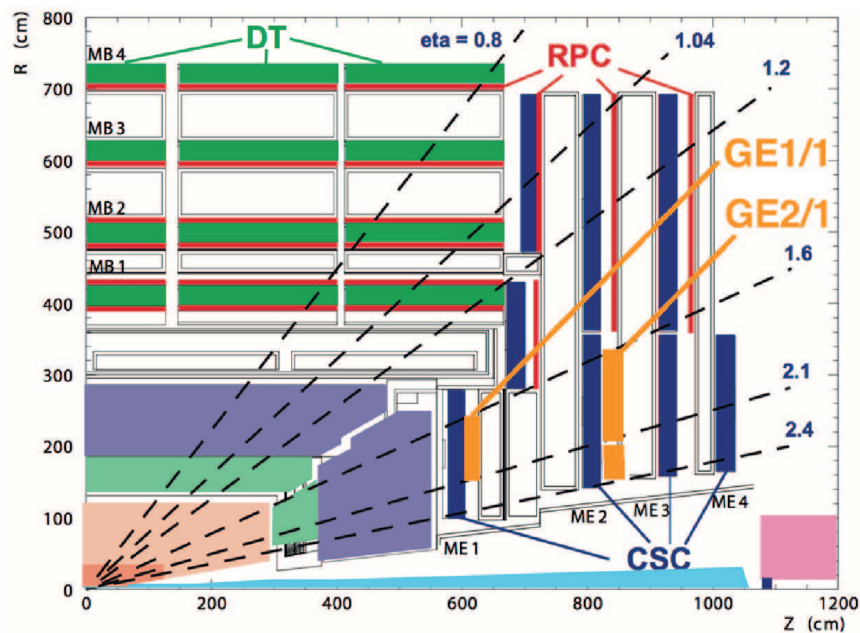 R (cm)
800
700
600
500
400
300
200
100
0
MB 4
MB 3
MB 2
MB 1
DT
eta = 0.8
1.04
1.2
RPC
GE1/1
GE2/1
1.6
2.1
2.4
ME 1
ME 2
ME 3
ME 4
CSC
0
200
400
600
800
1000
1200
Z (cm)